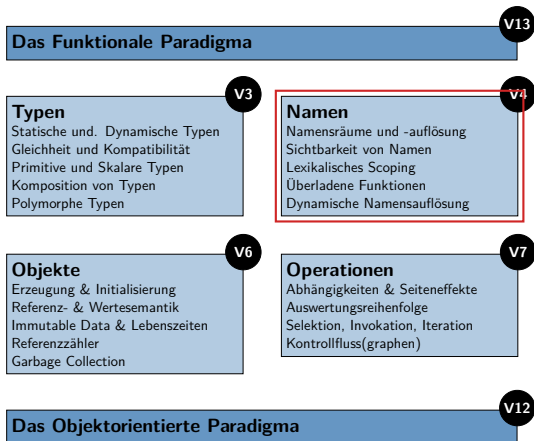 V13
Das Funktionale Paradigma
V3
Typen
Statische und. Dynamische Typen
Gleichheit und Kompatibilität
Primitive und Skalare Typen
Komposition von Typen
Polymorphe Typen
V4
Namen
Namensräume und -auflösung
Sichtbarkeit von Namen
Lexikalisches Scoping
Überladene Funktionen
Dynamische Namensauflösung
V6
Objekte
Erzeugung & Initialisierung
Referenz- & Wertesemantik
Immutable Data & Lebenszeiten
Referenzzähler
Garbage Collection
V7
Operationen
Abhängigkeiten & Seiteneffekte
Auswertungsreihenfolge
Selektion, Invokation, Iteration
Kontrollfluss(graphen)
V12
Das Objektorientierte Paradigma